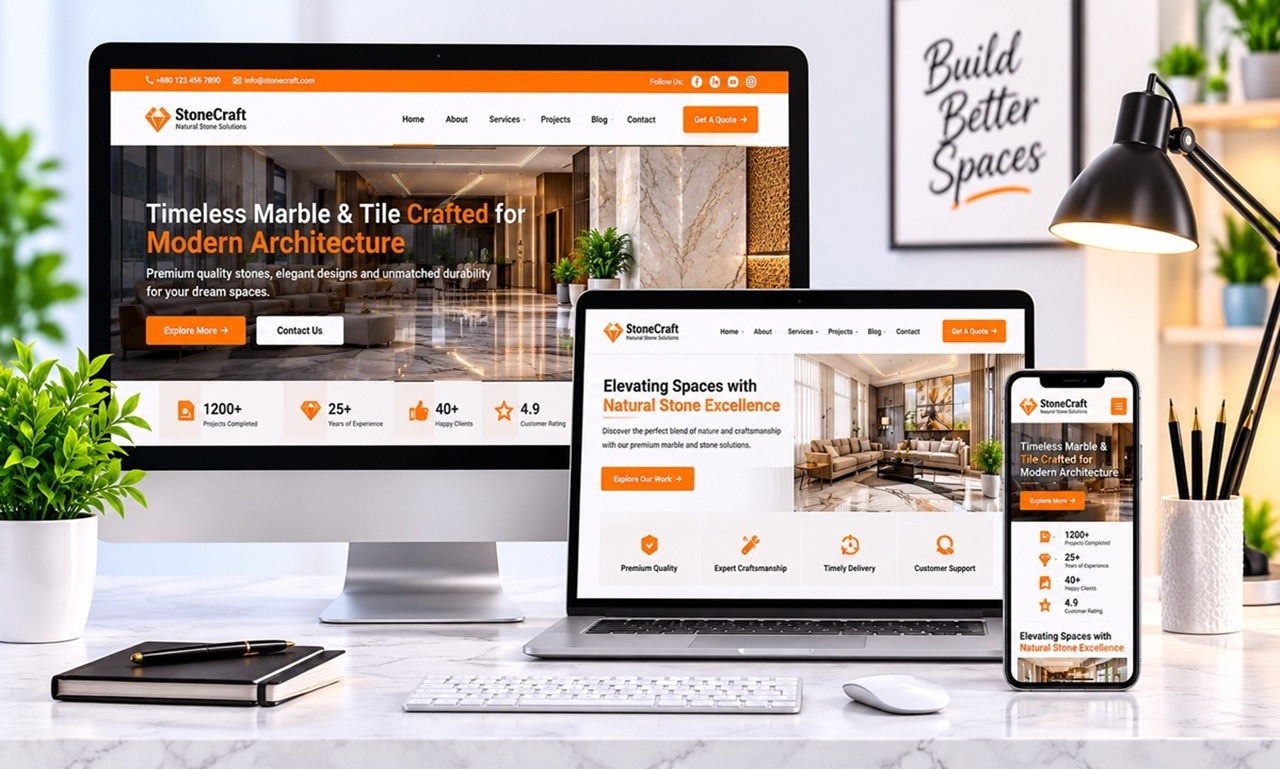 +880 123 456 7890 info@stonecraft.com Follow Us:
StoneCraft
Natural Stone Solutions
Home About Services Projects Blog Contact Get A Quote →
Timeless Marble & Tile Crafted for
Modern Architecture
Premium quality stones, elegant designs and unmatched durability
for your dream spaces.
Explore More → Contact Us
1200+
Projects Completed
25+
Years of Experience
40+
Happy Clients
4.9
Customer Rating
Build
Better
Spaces
StoneCraft
Natural Stone Solutions
Home About Services Projects Blog Contact Get A Quote →
Elevating Spaces with
Natural Stone Excellence
Discover the perfect blend of nature and craftsmanship
with our premium marble and stone solutions.
Explore Our Work →
Premium Quality Expert Craftsmanship Timely Delivery Customer Support
StoneCraft
Natural Stone Solutions
Timeless Marble &
Tile Crafted for
Modern Architecture
Explore More →
1200+
Projects Completed
25+
Years of Experience
40+
Happy Clients
4.9
Customer Rating
Elevating Spaces with
Natural Stone Excellence